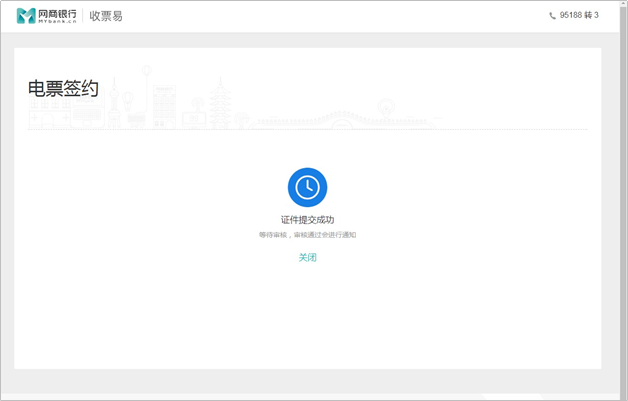 网商银行
MYbank.cn
收票易
95188 转 3
电票签约
证件提交成功
等待审核，审核通过会进行通知
关闭